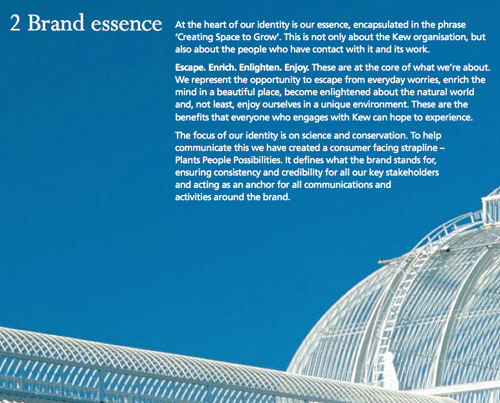 2 Brand essence
At the heart of our identity is our essence, encapsulated in the phrase
‘Creating Space to Grow’. This is not only about the Kew organisation, but
also about the people who have contact with it and its work.
Escape. Enrich. Enlighten. Enjoy. These are at the core of what we’re about.
We represent the opportunity to escape from everyday worries, enrich the
mind in a beautiful place, become enlightened about the natural world
and, not least, enjoy ourselves in a unique environment. These are the
benefits that everyone who engages with Kew can hope to experience.
The focus of our identity is on science and conservation. To help
communicate this we have created a consumer facing strapline –
Plants People Possibilities. It defines what the brand stands for,
ensuring consistency and credibility for all our key stakeholders
and acting as an anchor for all communications and
activities around the brand.